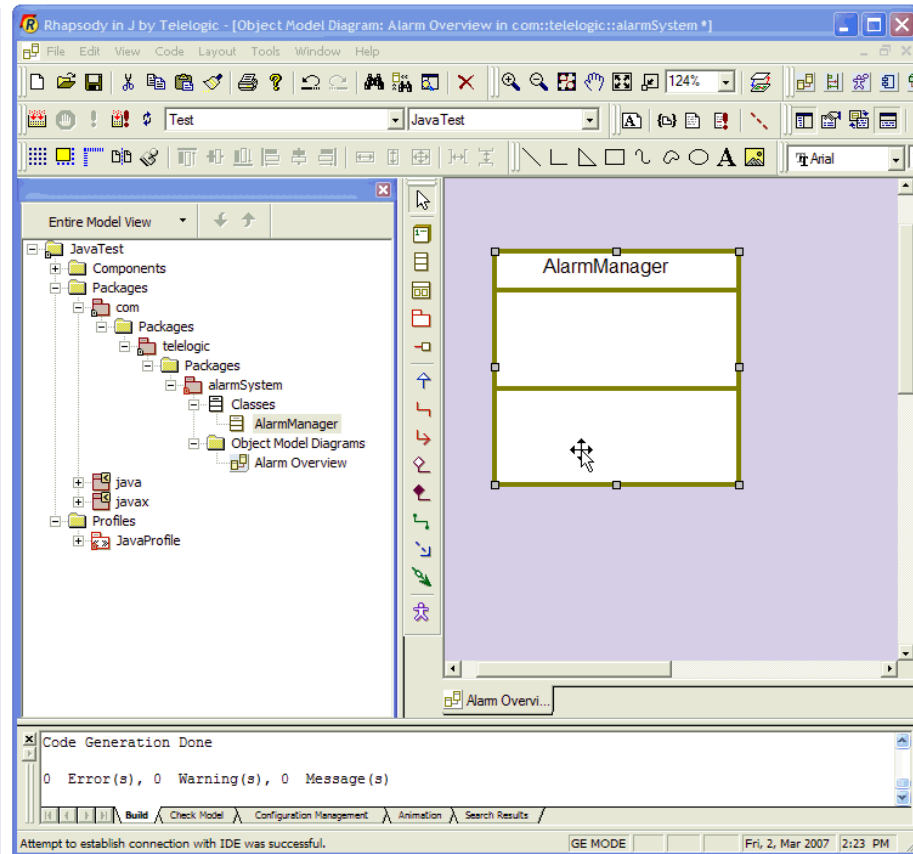 Rhapsody in J by Telelogic - [Object Model Diagram: Alarm Overview in com::telelogic::alarmSystem *]
File Edit View Code Layout Tools Window Help
124%
Test JavaTest
A Arial
Entire Model View
JavaTest
Components
Packages
com
Packages
telelogic
Packages
alarmSystem
Classes
AlarmManager
Object Model Diagrams
Alarm Overview
java
javax
Profiles
JavaProfile
AlarmManager
Alarm Overvi...
Code Generation Done
0 Error(s), 0 Warning(s), 0 Message(s)
Build Check Model Configuration Management Animation Search Results
Attempt to establish connection with IDE was successful. GE MODE Fri, 2, Mar 2007 2:23 PM